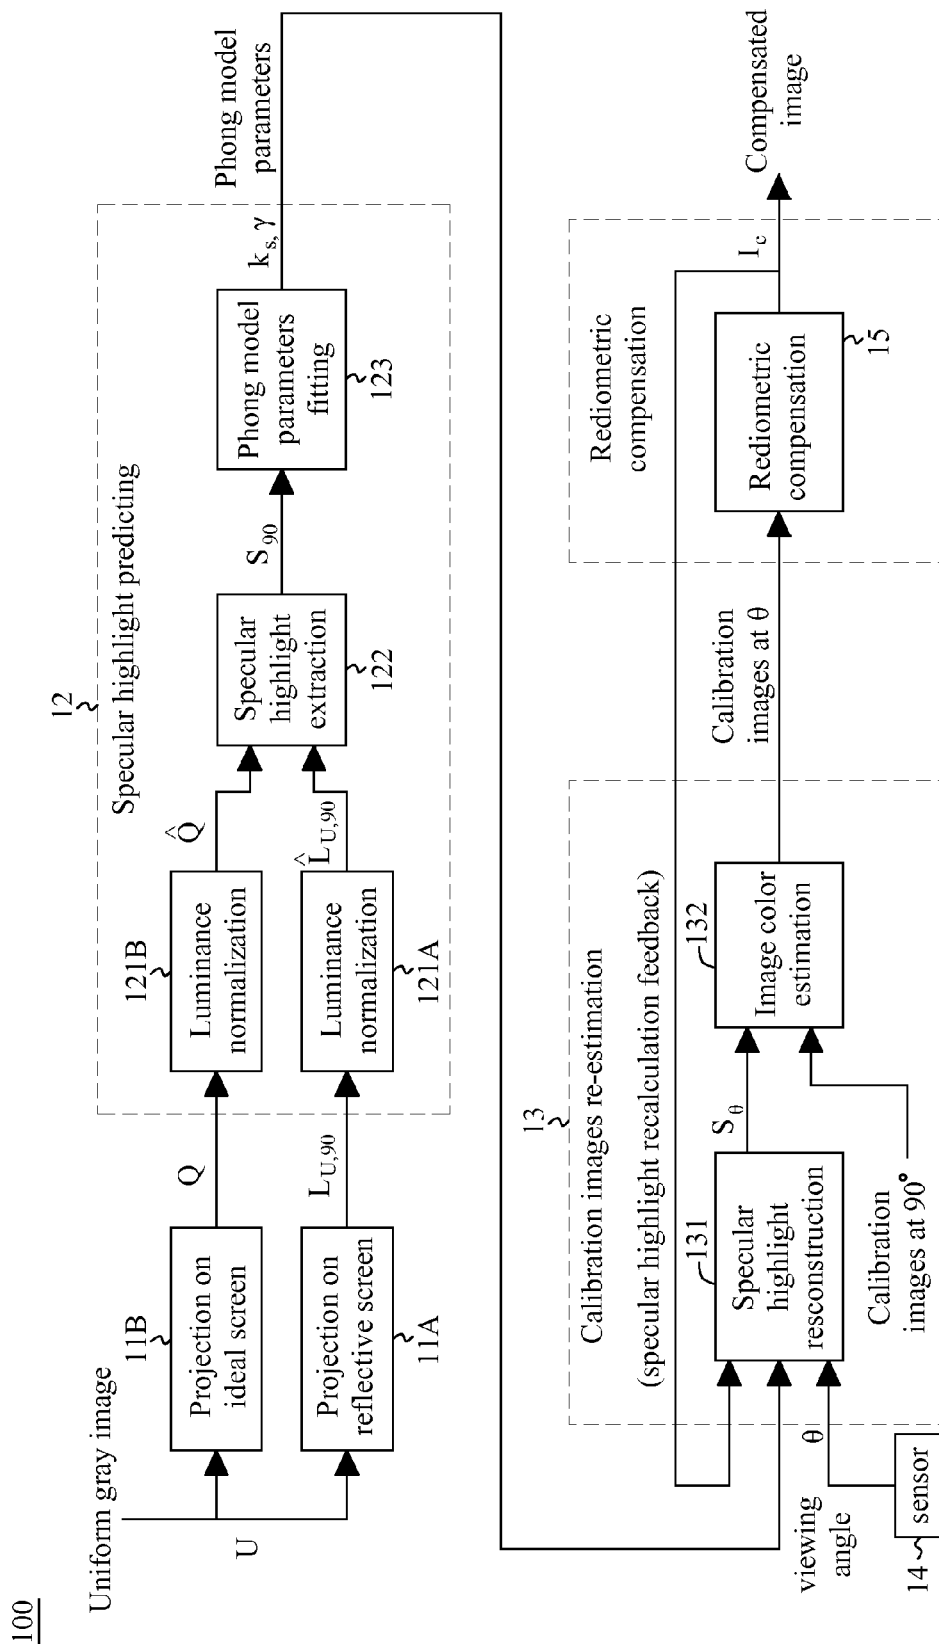 100
Uniform gray image
U
11B
Projection on
ideal screen
Projection on
reflective screen
11A
Q
L_{U,90}
12
Specular highlight predicting
121B
Luminance
normalization
Luminance
normalization
121A
Q̂
L̂_{U,90}
Specular
highlight
extraction
122
S_{90}
Phong model
parameters
fitting
123
k_s, γ
Phong model
parameters
13
Calibration images re-estimation
(specular highlight recalculation feedback)
14
sensor
viewing
angle
θ
131
Specular
highlight
resconstruction
S_θ
Calibration
images at 90°
132
Image color
estimation
Calibration
images at θ
Rediometric
compensation
Rediometric
compensation
15
I_c
Compensated
image